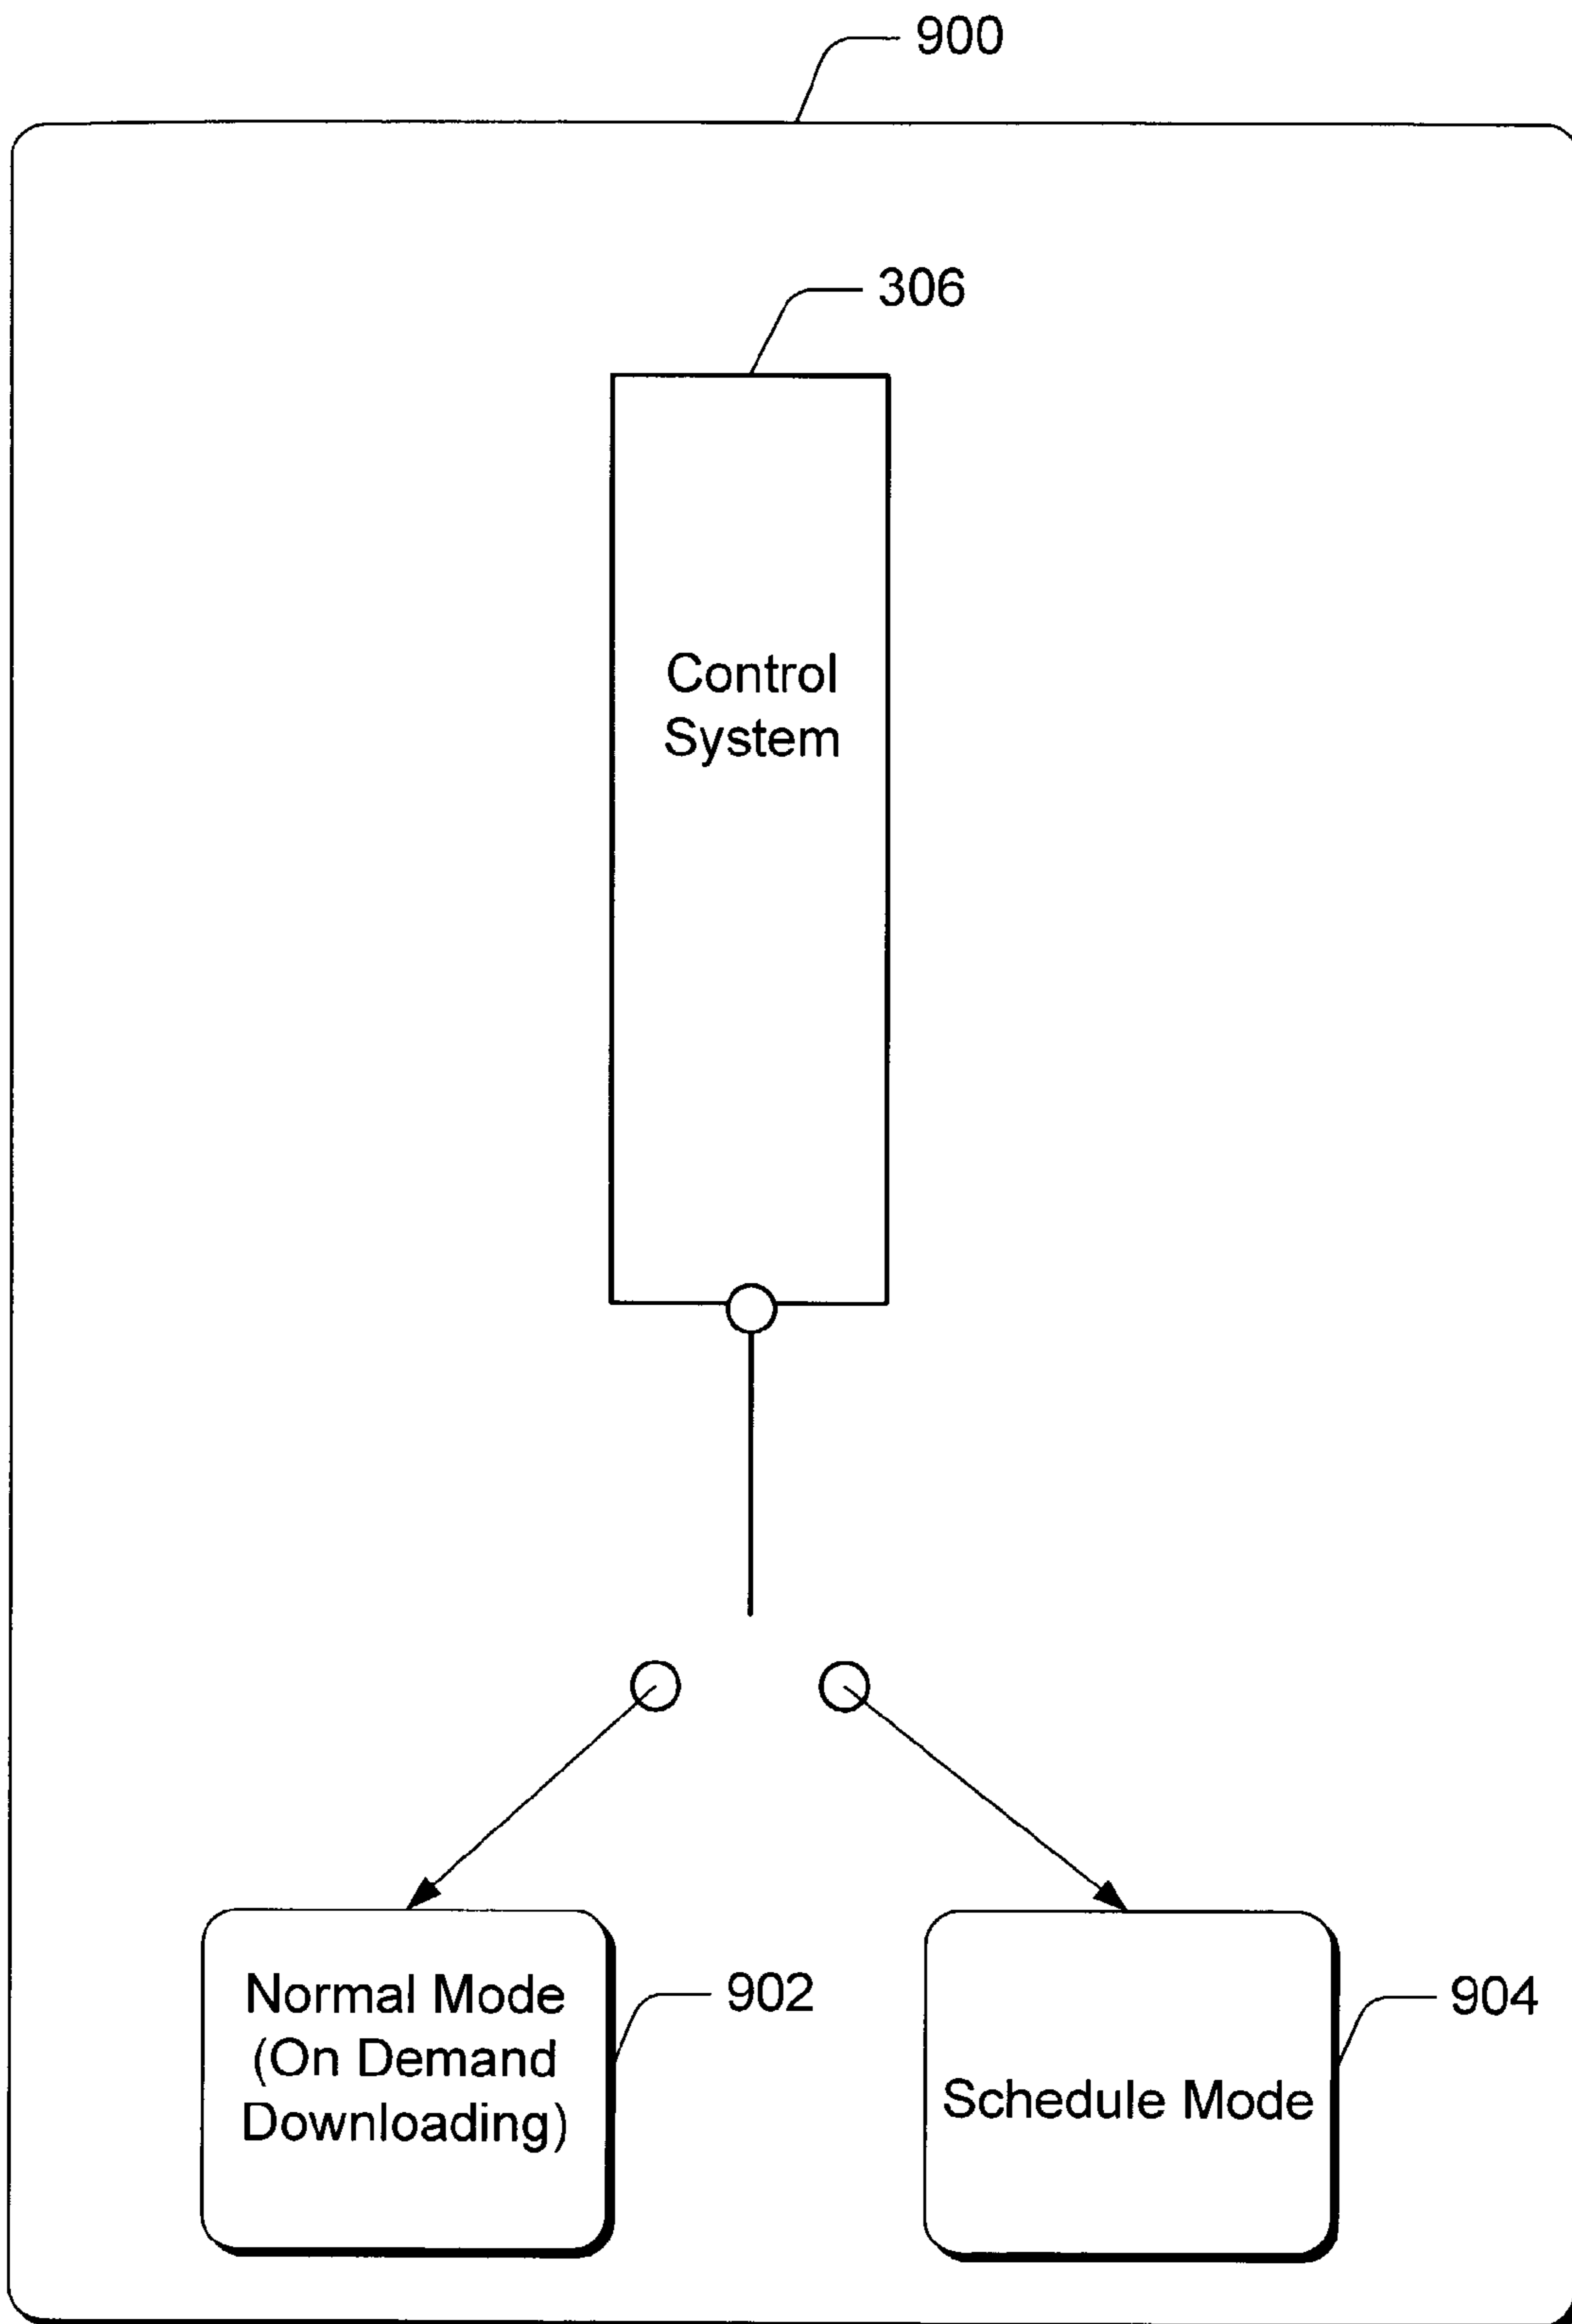 900
306
Control
System
Normal Mode
(On Demand
Downloading)
902
Schedule Mode
904